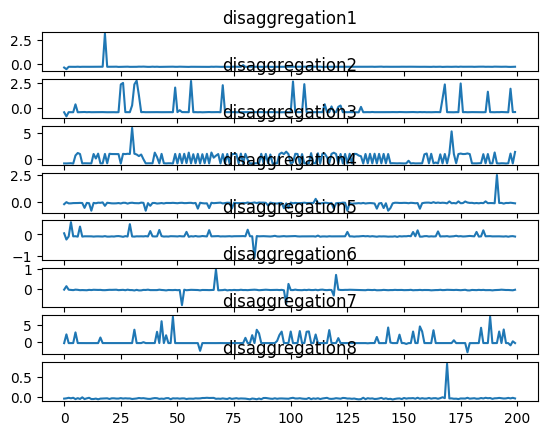 disaggregation1
2.5
0.0
disaggregation2
2.5
0.0
disaggregation3
5
0
disaggregation4
2.5
0.0
disaggregation5
0
−1
disaggregation6
1
0
disaggregation7
5
0
disaggregation8
0.5
0.0
0 25 50 75 100 125 150 175 200